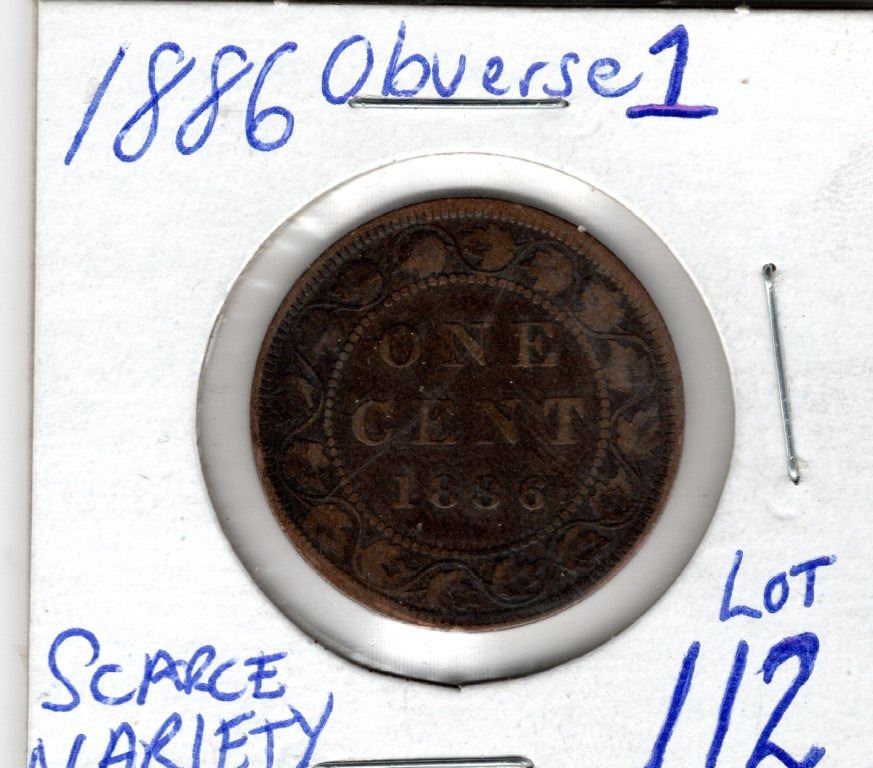 1886 Obverse 1
ONE
CENT
1886
LOT
112
SCARCE
VARIETY